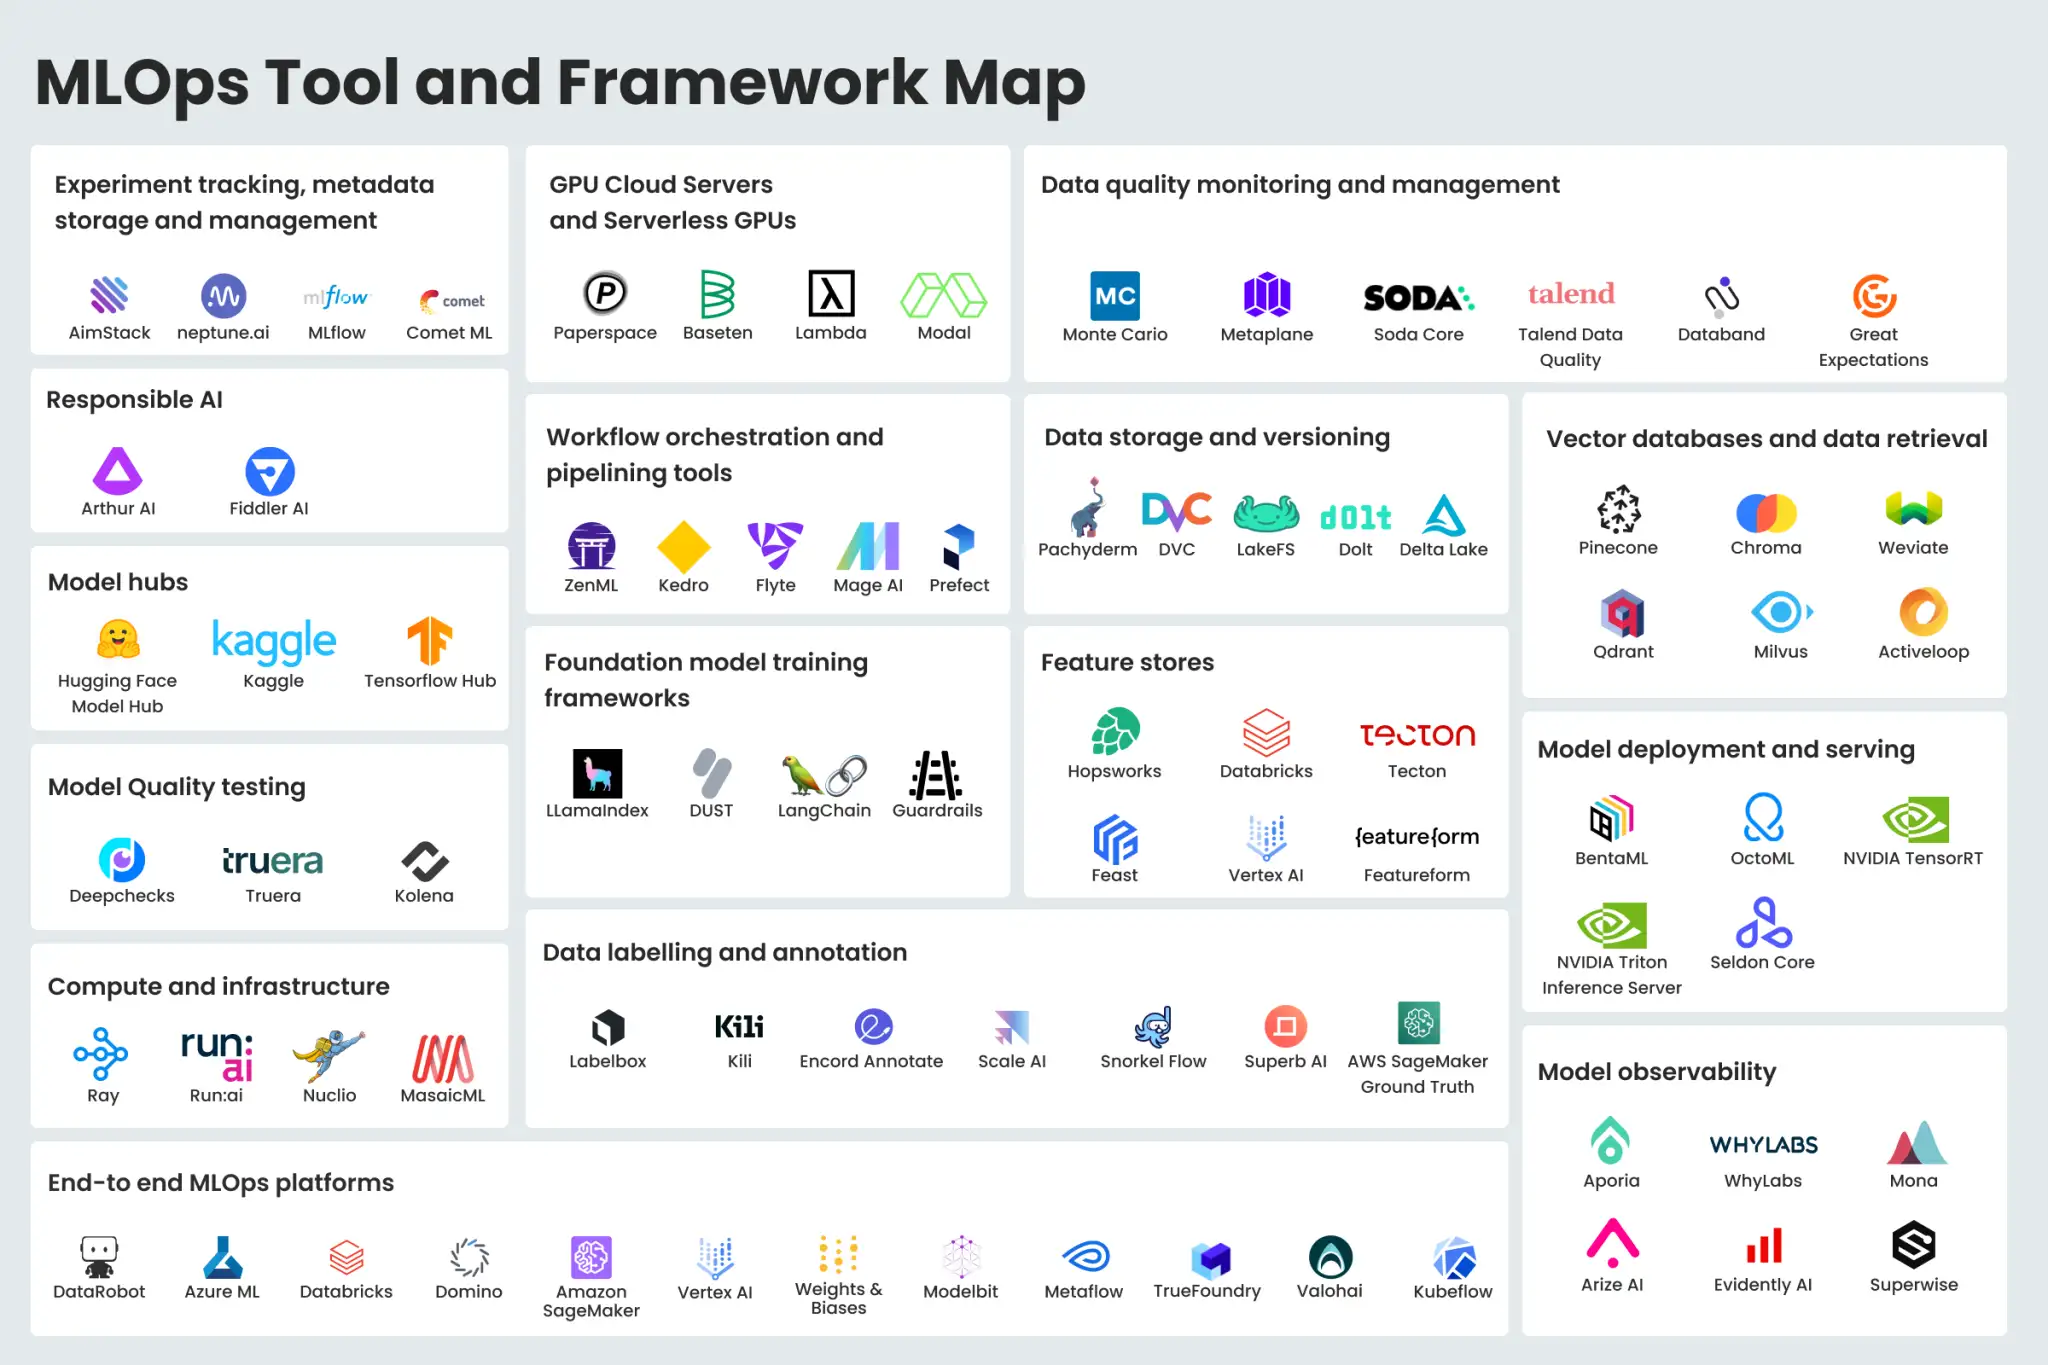 MLOps Tool and Framework Map
Experiment tracking, metadata
storage and management
mlflow
comet
AimStack
neptune.ai
MLflow
Comet ML
GPU Cloud Servers
and Serverless GPUs
P
λ
Paperspace
Baseten
Lambda
Modal
Data quality monitoring and management
MC
SODA
talend
Monte Cario
Metaplane
Soda Core
Talend Data
Quality
Databand
Great
Expectations
Responsible AI
Arthur AI
Fiddler AI
Workflow orchestration and
pipelining tools
ZenML
Kedro
Flyte
Mage AI
Prefect
Data storage and versioning
DVC
dolt
Pachyderm
DVC
LakeFS
Dolt
Delta Lake
Vector databases and data retrieval
Pinecone
Chroma
Weviate
Qdrant
Milvus
Activeloop
Model hubs
kaggle
Hugging Face
Model Hub
Kaggle
Tensorflow Hub
Foundation model training
frameworks
LLamaIndex
DUST
LangChain
Guardrails
Feature stores
TECTON
Hopsworks
Databricks
Tecton
featureform
Feast
Vertex AI
Featureform
Model Quality testing
truera
Deepchecks
Truera
Kolena
Model deployment and serving
BentaML
OctoML
NVIDIA TensorRT
NVIDIA Triton
Inference Server
Seldon Core
Compute and infrastructure
run:
ai
Ray
Run:ai
Nuclio
MasaicML
Data labelling and annotation
Kili
Labelbox
Kili
Encord Annotate
Scale AI
Snorkel Flow
Superb AI
AWS SageMaker
Ground Truth
Model observability
WHYLABS
Aporia
WhyLabs
Mona
Arize AI
Evidently AI
Superwise
End-to end MLOps platforms
DataRobot
Azure ML
Databricks
Domino
Amazon
SageMaker
Vertex AI
Weights &
Biases
Modelbit
Metaflow
TrueFoundry
Valohai
Kubeflow